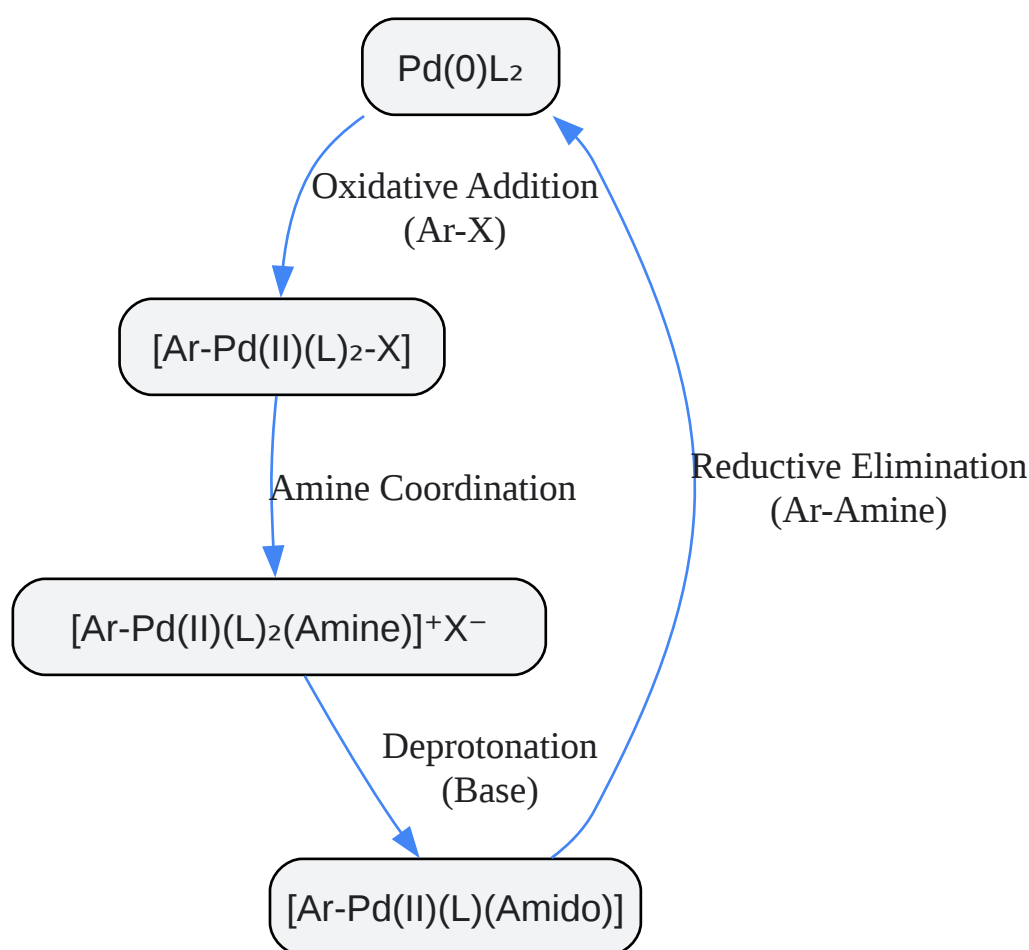 Pd(0)L₂
Oxidative Addition
(Ar-X)
[Ar-Pd(II)(L)₂-X]
Amine Coordination
Reductive Elimination
(Ar-Amine)
[Ar-Pd(II)(L)₂(Amine)]⁺X⁻
Deprotonation
(Base)
[Ar-Pd(II)(L)(Amido)]